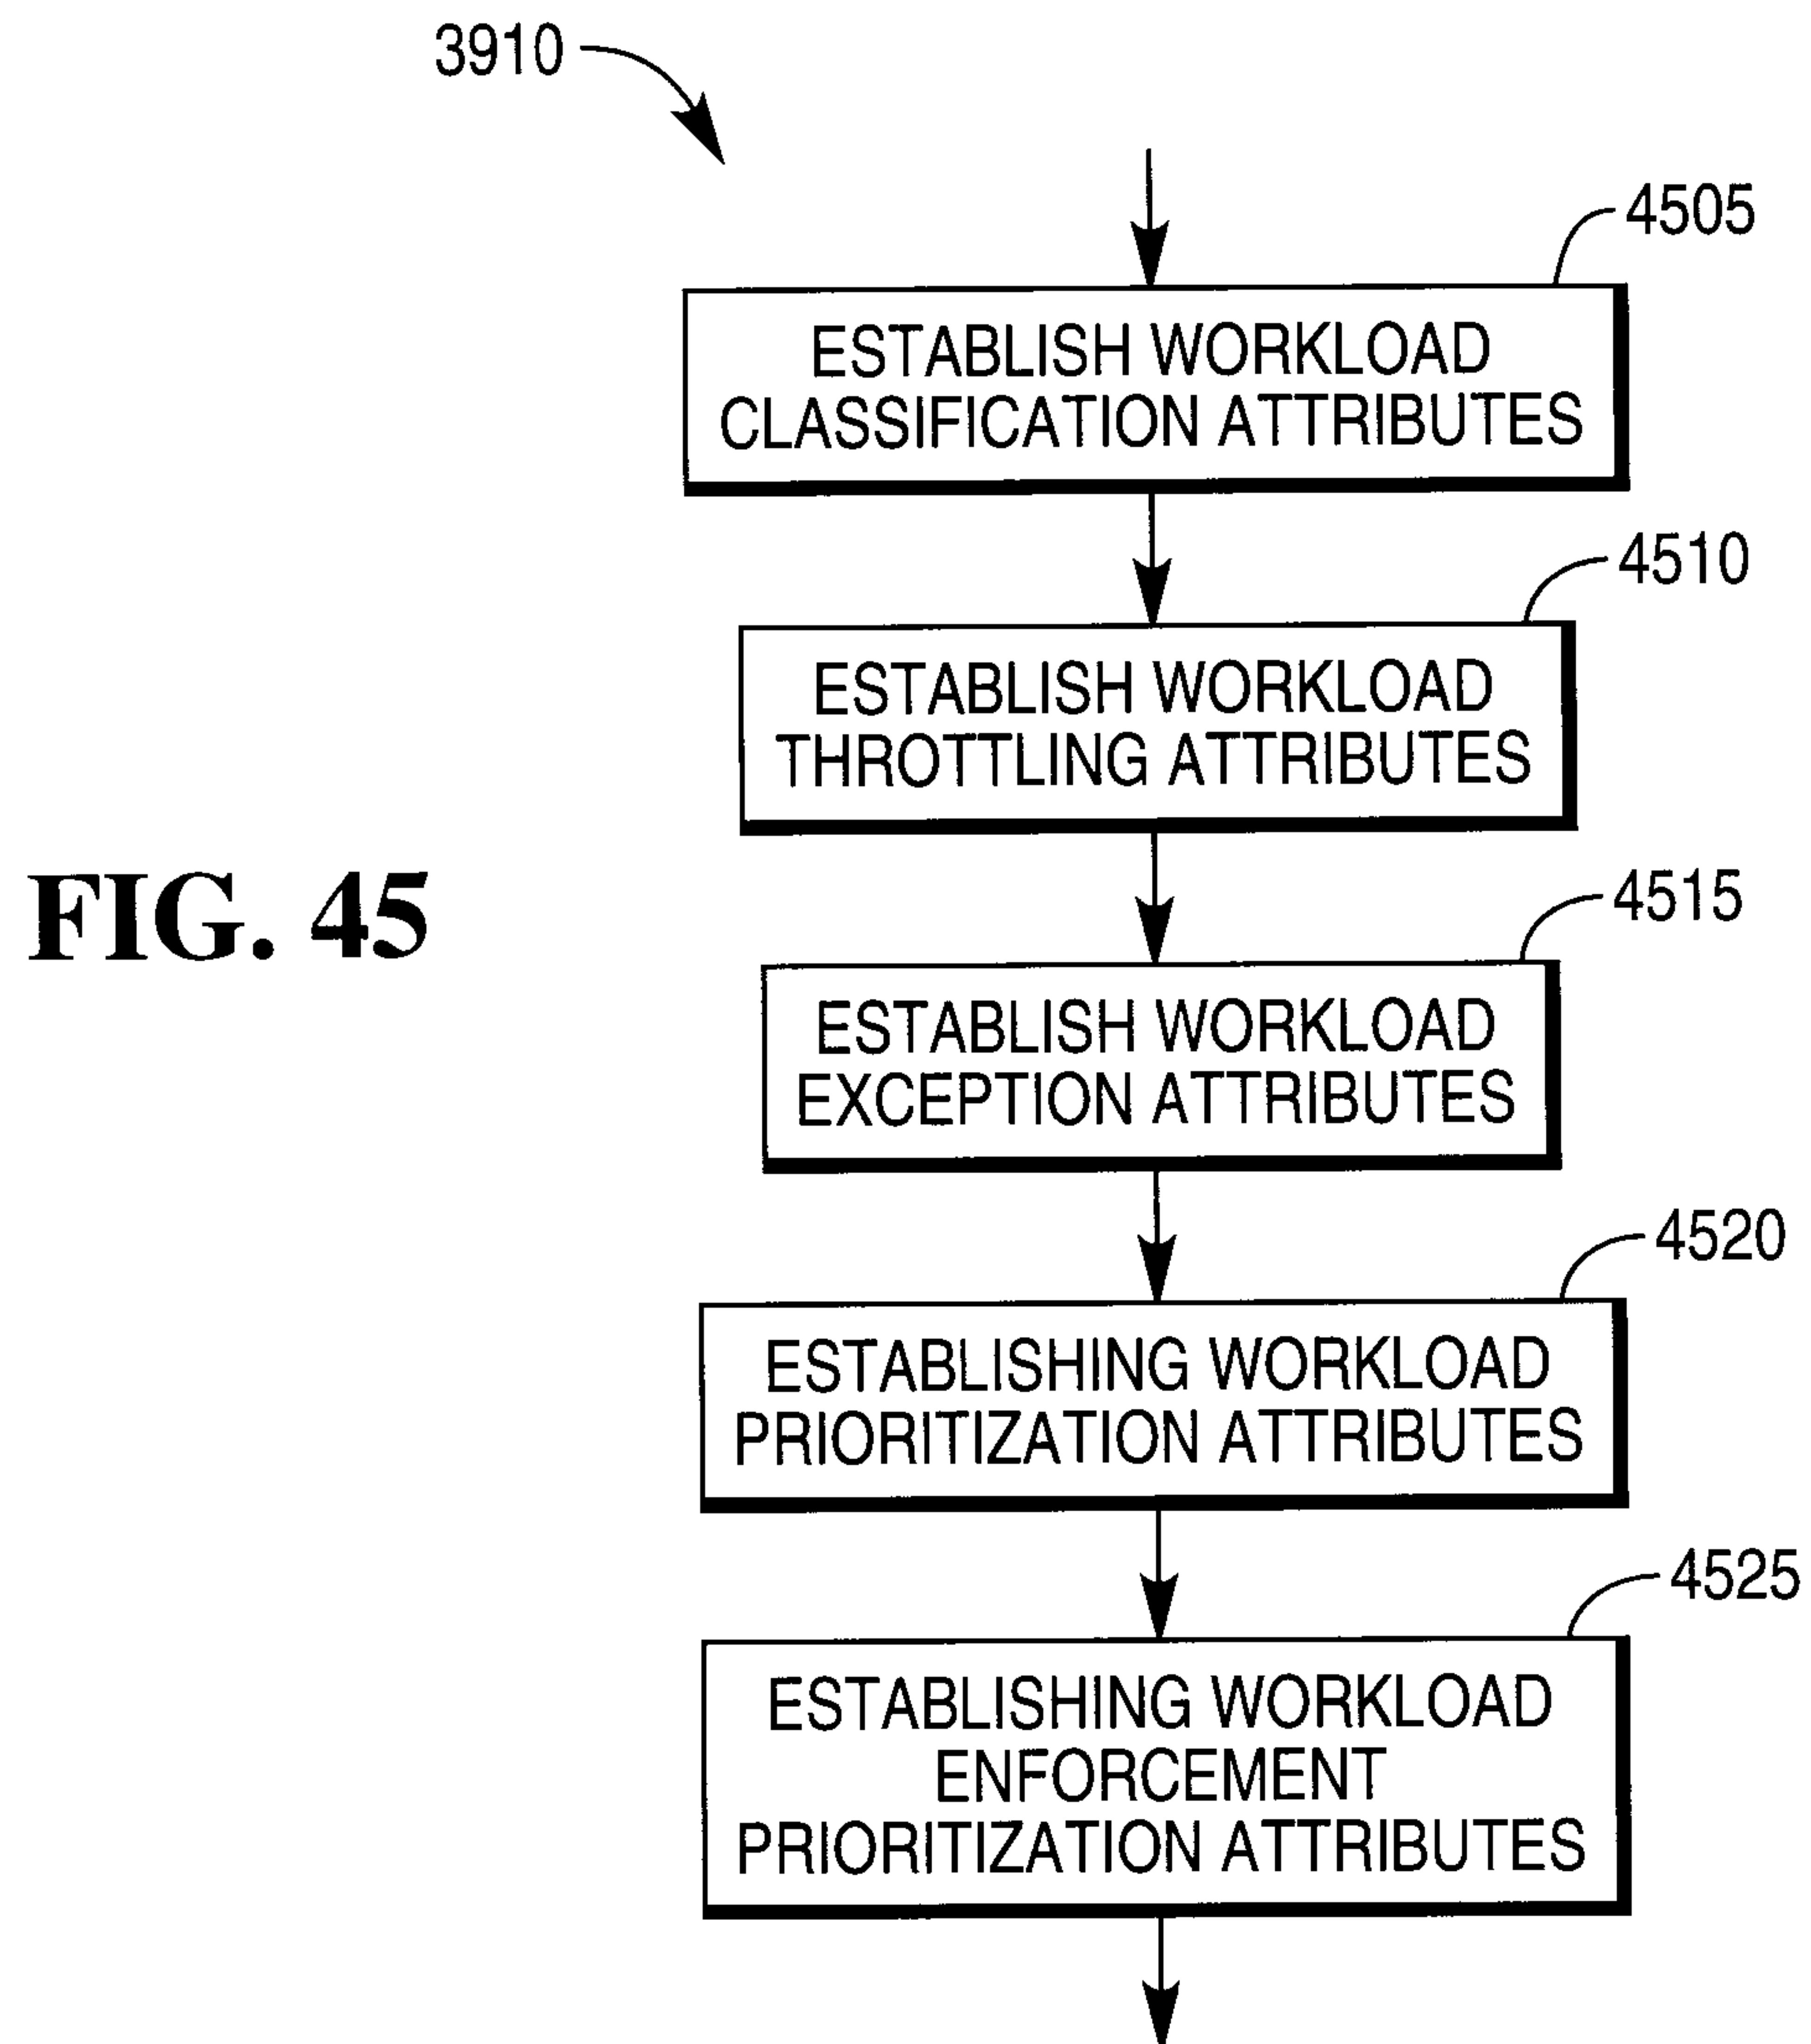 3910
4505
ESTABLISH WORKLOAD
CLASSIFICATION ATTRIBUTES
4510
ESTABLISH WORKLOAD
THROTTLING ATTRIBUTES
FIG. 45
4515
ESTABLISH WORKLOAD
EXCEPTION ATTRIBUTES
4520
ESTABLISHING WORKLOAD
PRIORITIZATION ATTRIBUTES
4525
ESTABLISHING WORKLOAD
ENFORCEMENT
PRIORITIZATION ATTRIBUTES